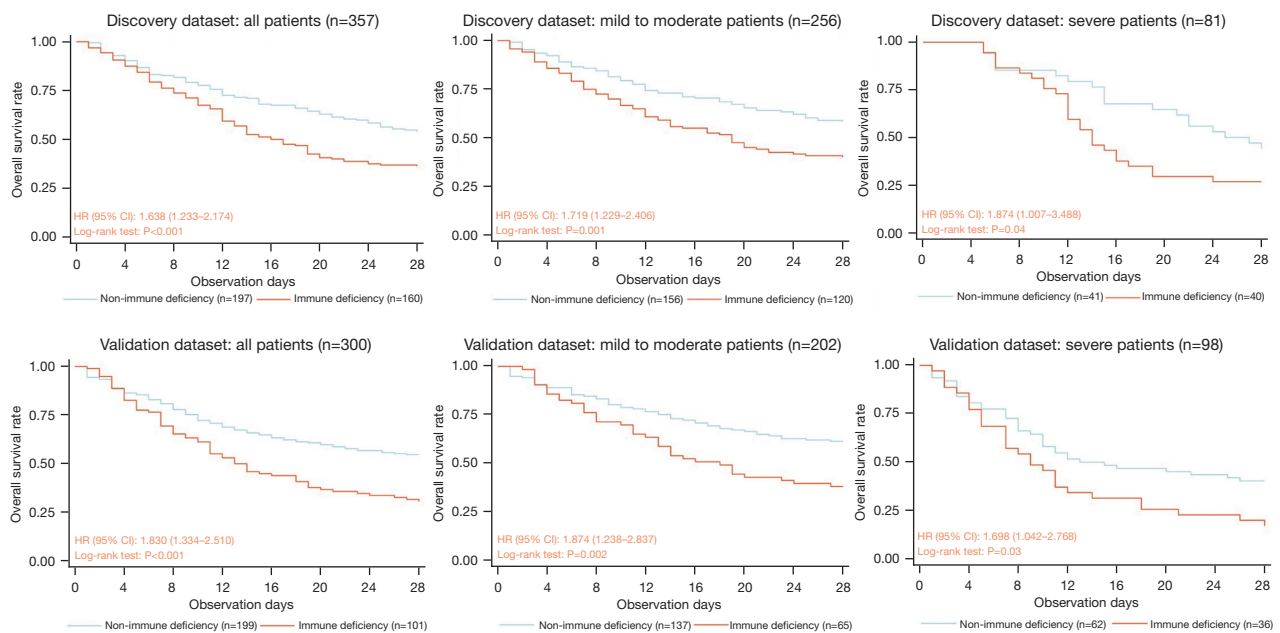 Discovery dataset: all patients (n=357)
Overall survival rate
1.00
0.75
0.50
0.25
0.00
HR (95% CI): 1.638 (1.233–2.174)
Log-rank test: P<0.001
0 4 8 12 16 20 24 28
Observation days
Non-immune deficiency (n=197) Immune deficiency (n=160)
Discovery dataset: mild to moderate patients (n=256)
Overall survival rate
1.00
0.75
0.50
0.25
0.00
HR (95% CI): 1.719 (1.229–2.406)
Log-rank test: P=0.001
0 4 8 12 16 20 24 28
Observation days
Non-immune deficiency (n=156) Immune deficiency (n=120)
Discovery dataset: severe patients (n=81)
Overall survival rate
1.00
0.75
0.50
0.25
0.00
HR (95% CI): 1.874 (1.007–3.488)
Log-rank test: P=0.04
0 4 8 12 16 20 24 28
Observation days
Non-immune deficiency (n=41) Immune deficiency (n=40)
Validation dataset: all patients (n=300)
Overall survival rate
1.00
0.75
0.50
0.25
0.00
HR (95% CI): 1.830 (1.334–2.510)
Log-rank test: P<0.001
0 4 8 12 16 20 24 28
Observation days
Non-immune deficiency (n=199) Immune deficiency (n=101)
Validation dataset: mild to moderate patients (n=202)
Overall survival rate
1.00
0.75
0.50
0.25
0.00
HR (95% CI): 1.874 (1.238–2.837)
Log-rank test: P=0.002
0 4 8 12 16 20 24 28
Observation days
Non-immune deficiency (n=137) Immune deficiency (n=65)
Validation dataset: severe patients (n=98)
Overall survival rate
1.00
0.75
0.50
0.25
0.00
HR (95% CI): 1.698 (1.042–2.768)
Log-rank test: P=0.03
0 4 8 12 16 20 24 28
Observation days
Non-immune deficiency (n=62) Immune deficiency (n=36)